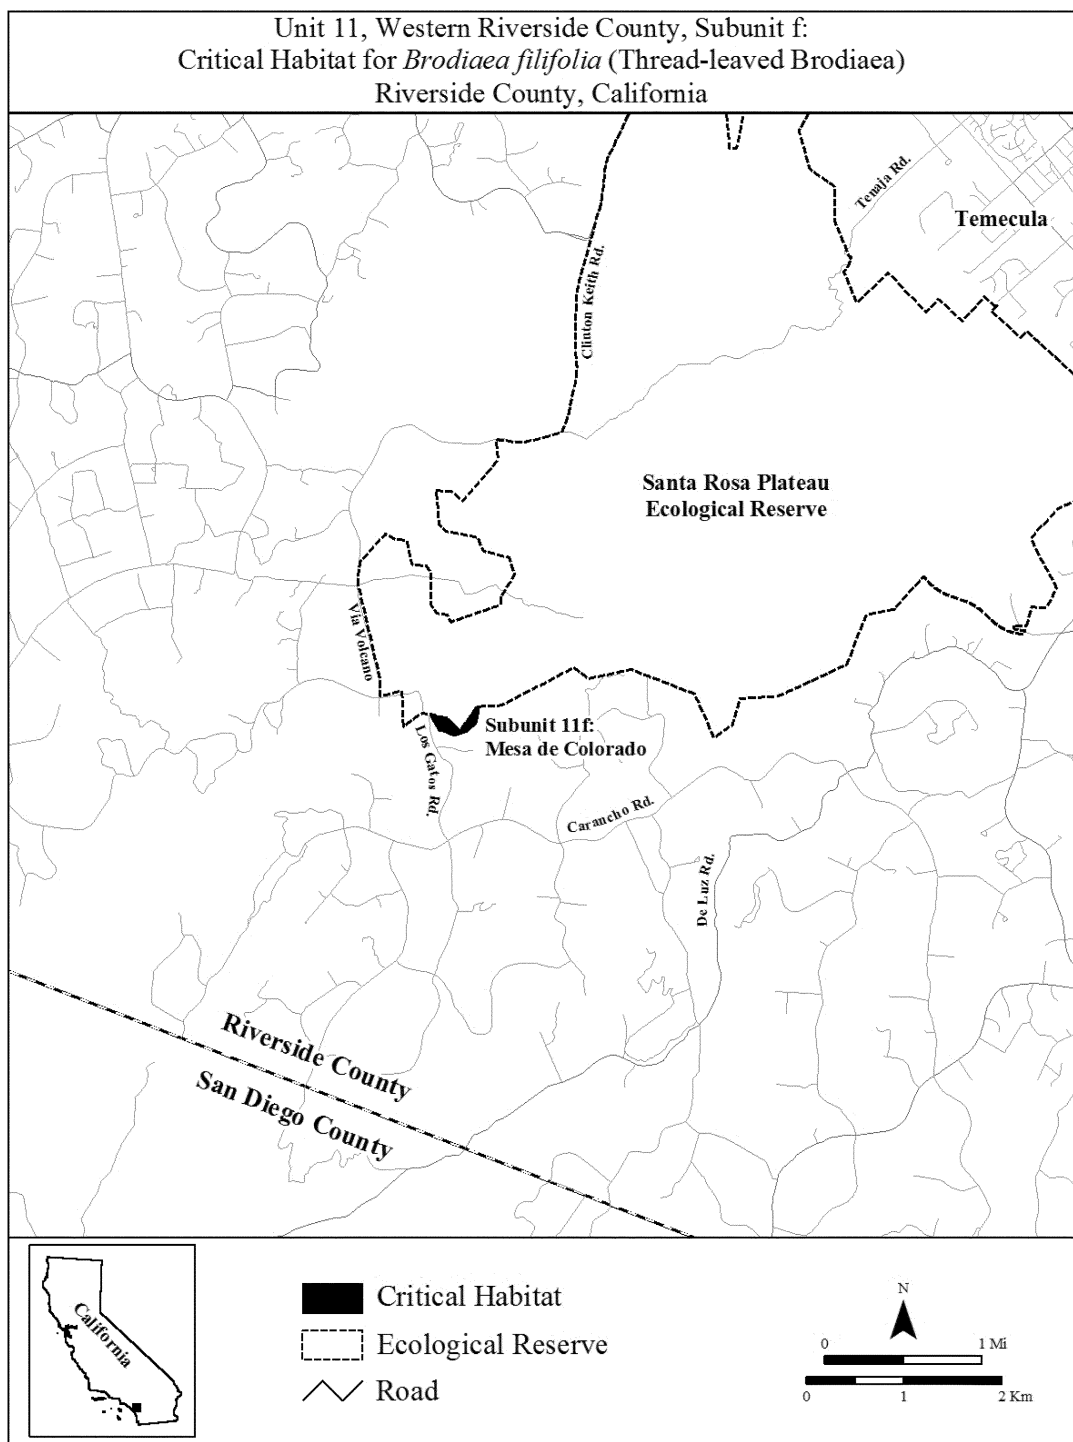 Unit 11, Western Riverside County, Subunit f:
Critical Habitat for Brodiaea filifolia (Thread-leaved Brodiaea)
Riverside County, California
Tenaja Rd.
Temecula
Clinton Keith Rd.
Santa Rosa Plateau
Ecological Reserve
Via Volcano
Subunit 11f:
Mesa de Colorado
Los Gatos Rd.
Carancho Rd.
De Luz Rd.
Riverside County
San Diego County
California
Critical Habitat
Ecological Reserve
Road
N
0 1 Mi
0 1 2 Km